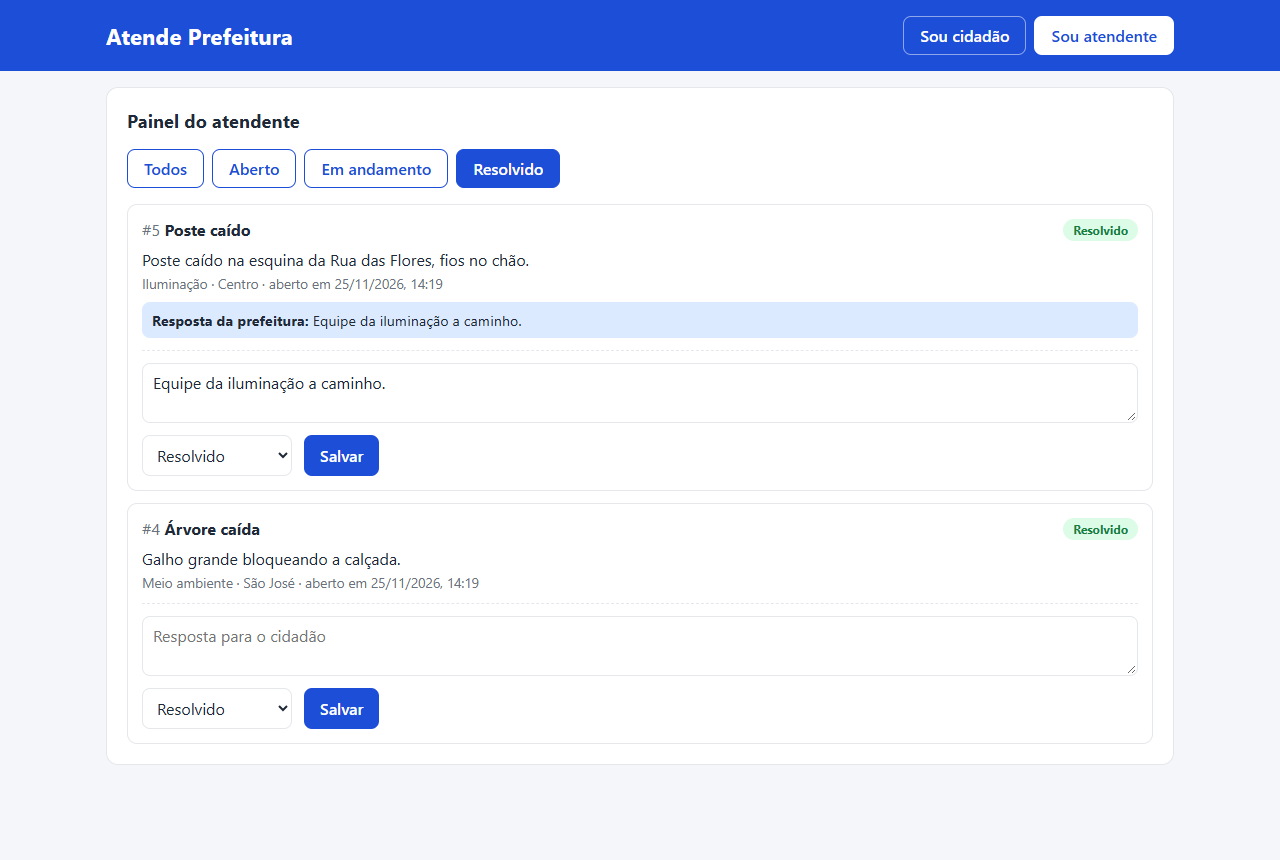 Atende Prefeitura
Sou cidadão
Sou atendente
Painel do atendente
Todos
Aberto
Em andamento
Resolvido
#5 Poste caído
Resolvido
Poste caído na esquina da Rua das Flores, fios no chão.
Iluminação · Centro · aberto em 25/11/2026, 14:19
Resposta da prefeitura: Equipe da iluminação a caminho.
Equipe da iluminação a caminho.
Resolvido
Salvar
#4 Árvore caída
Resolvido
Galho grande bloqueando a calçada.
Meio ambiente · São José · aberto em 25/11/2026, 14:19
Resposta para o cidadão
Resolvido
Salvar